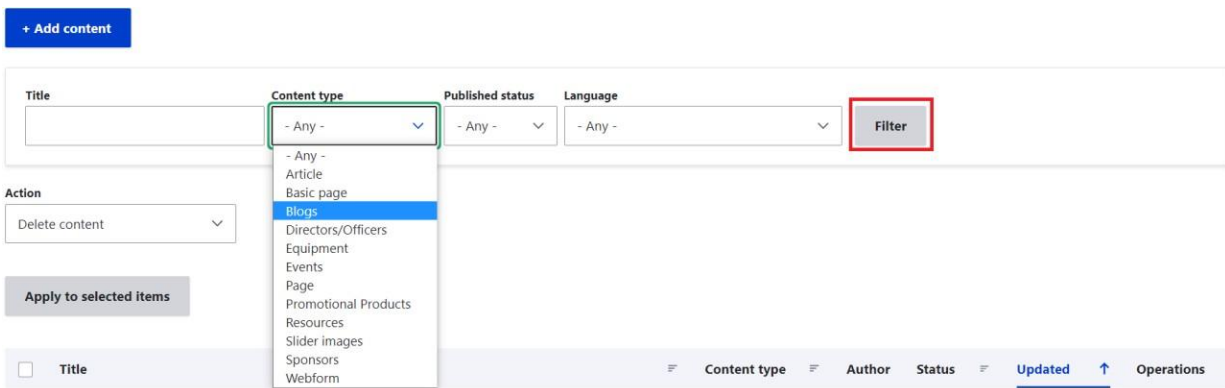 + Add content
Title Content type Published status Language
- Any - - Any - - Any - Filter
- Any -
Article
Basic page
Blogs
Directors/Officers
Equipment
Events
Page
Promotional Products
Resources
Slider images
Sponsors
Webform
Action
Delete content
Apply to selected items
Title Content type Author Status Updated Operations